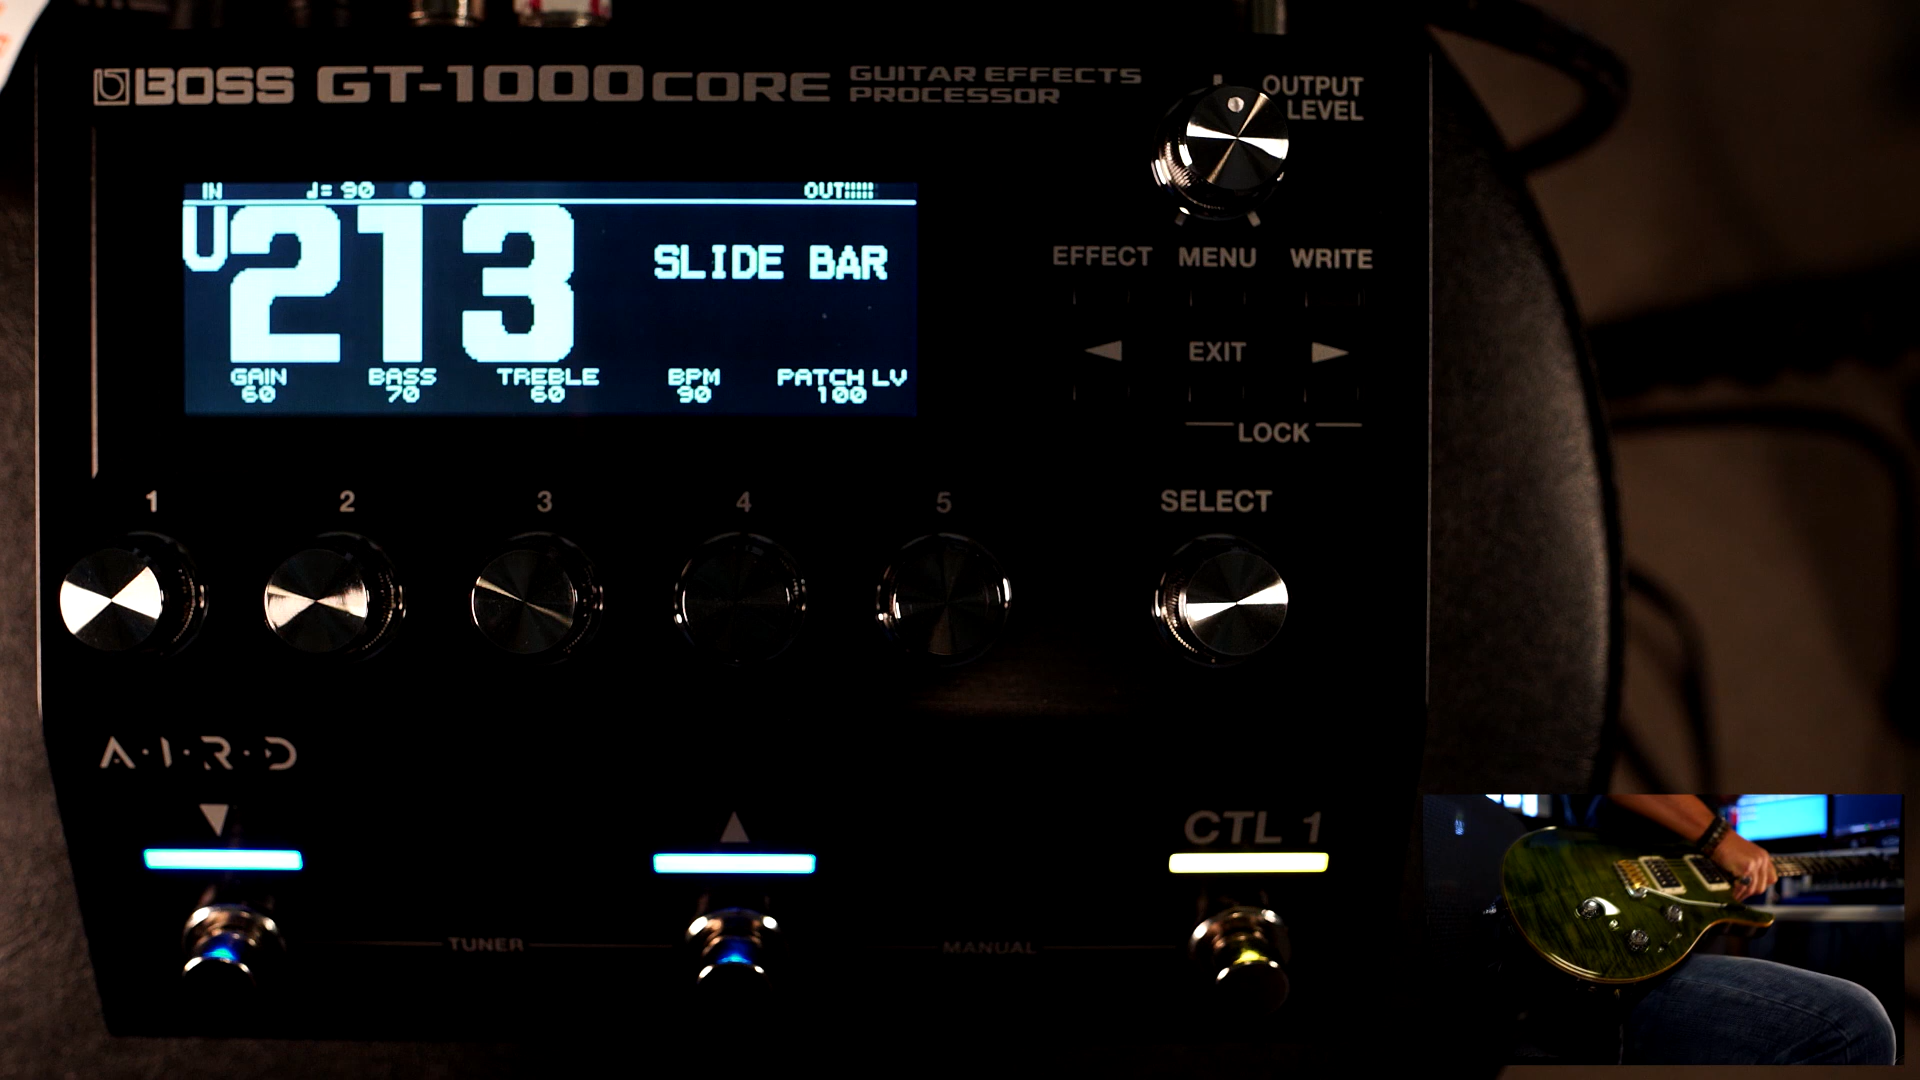 BOSS GT-1000CORE GUITAR EFFECTS PROCESSOR
OUTPUT LEVEL
IN ♩= 90 OUT
U213 SLIDE BAR
GAIN BASS TREBLE BPM PATCH LV
60 70 60 90 100
EFFECT MENU WRITE
◀ EXIT ▶
LOCK
1 2 3 4 5 SELECT
A·I·R·D
▼ ▲ CTL 1
TUNER MANUAL